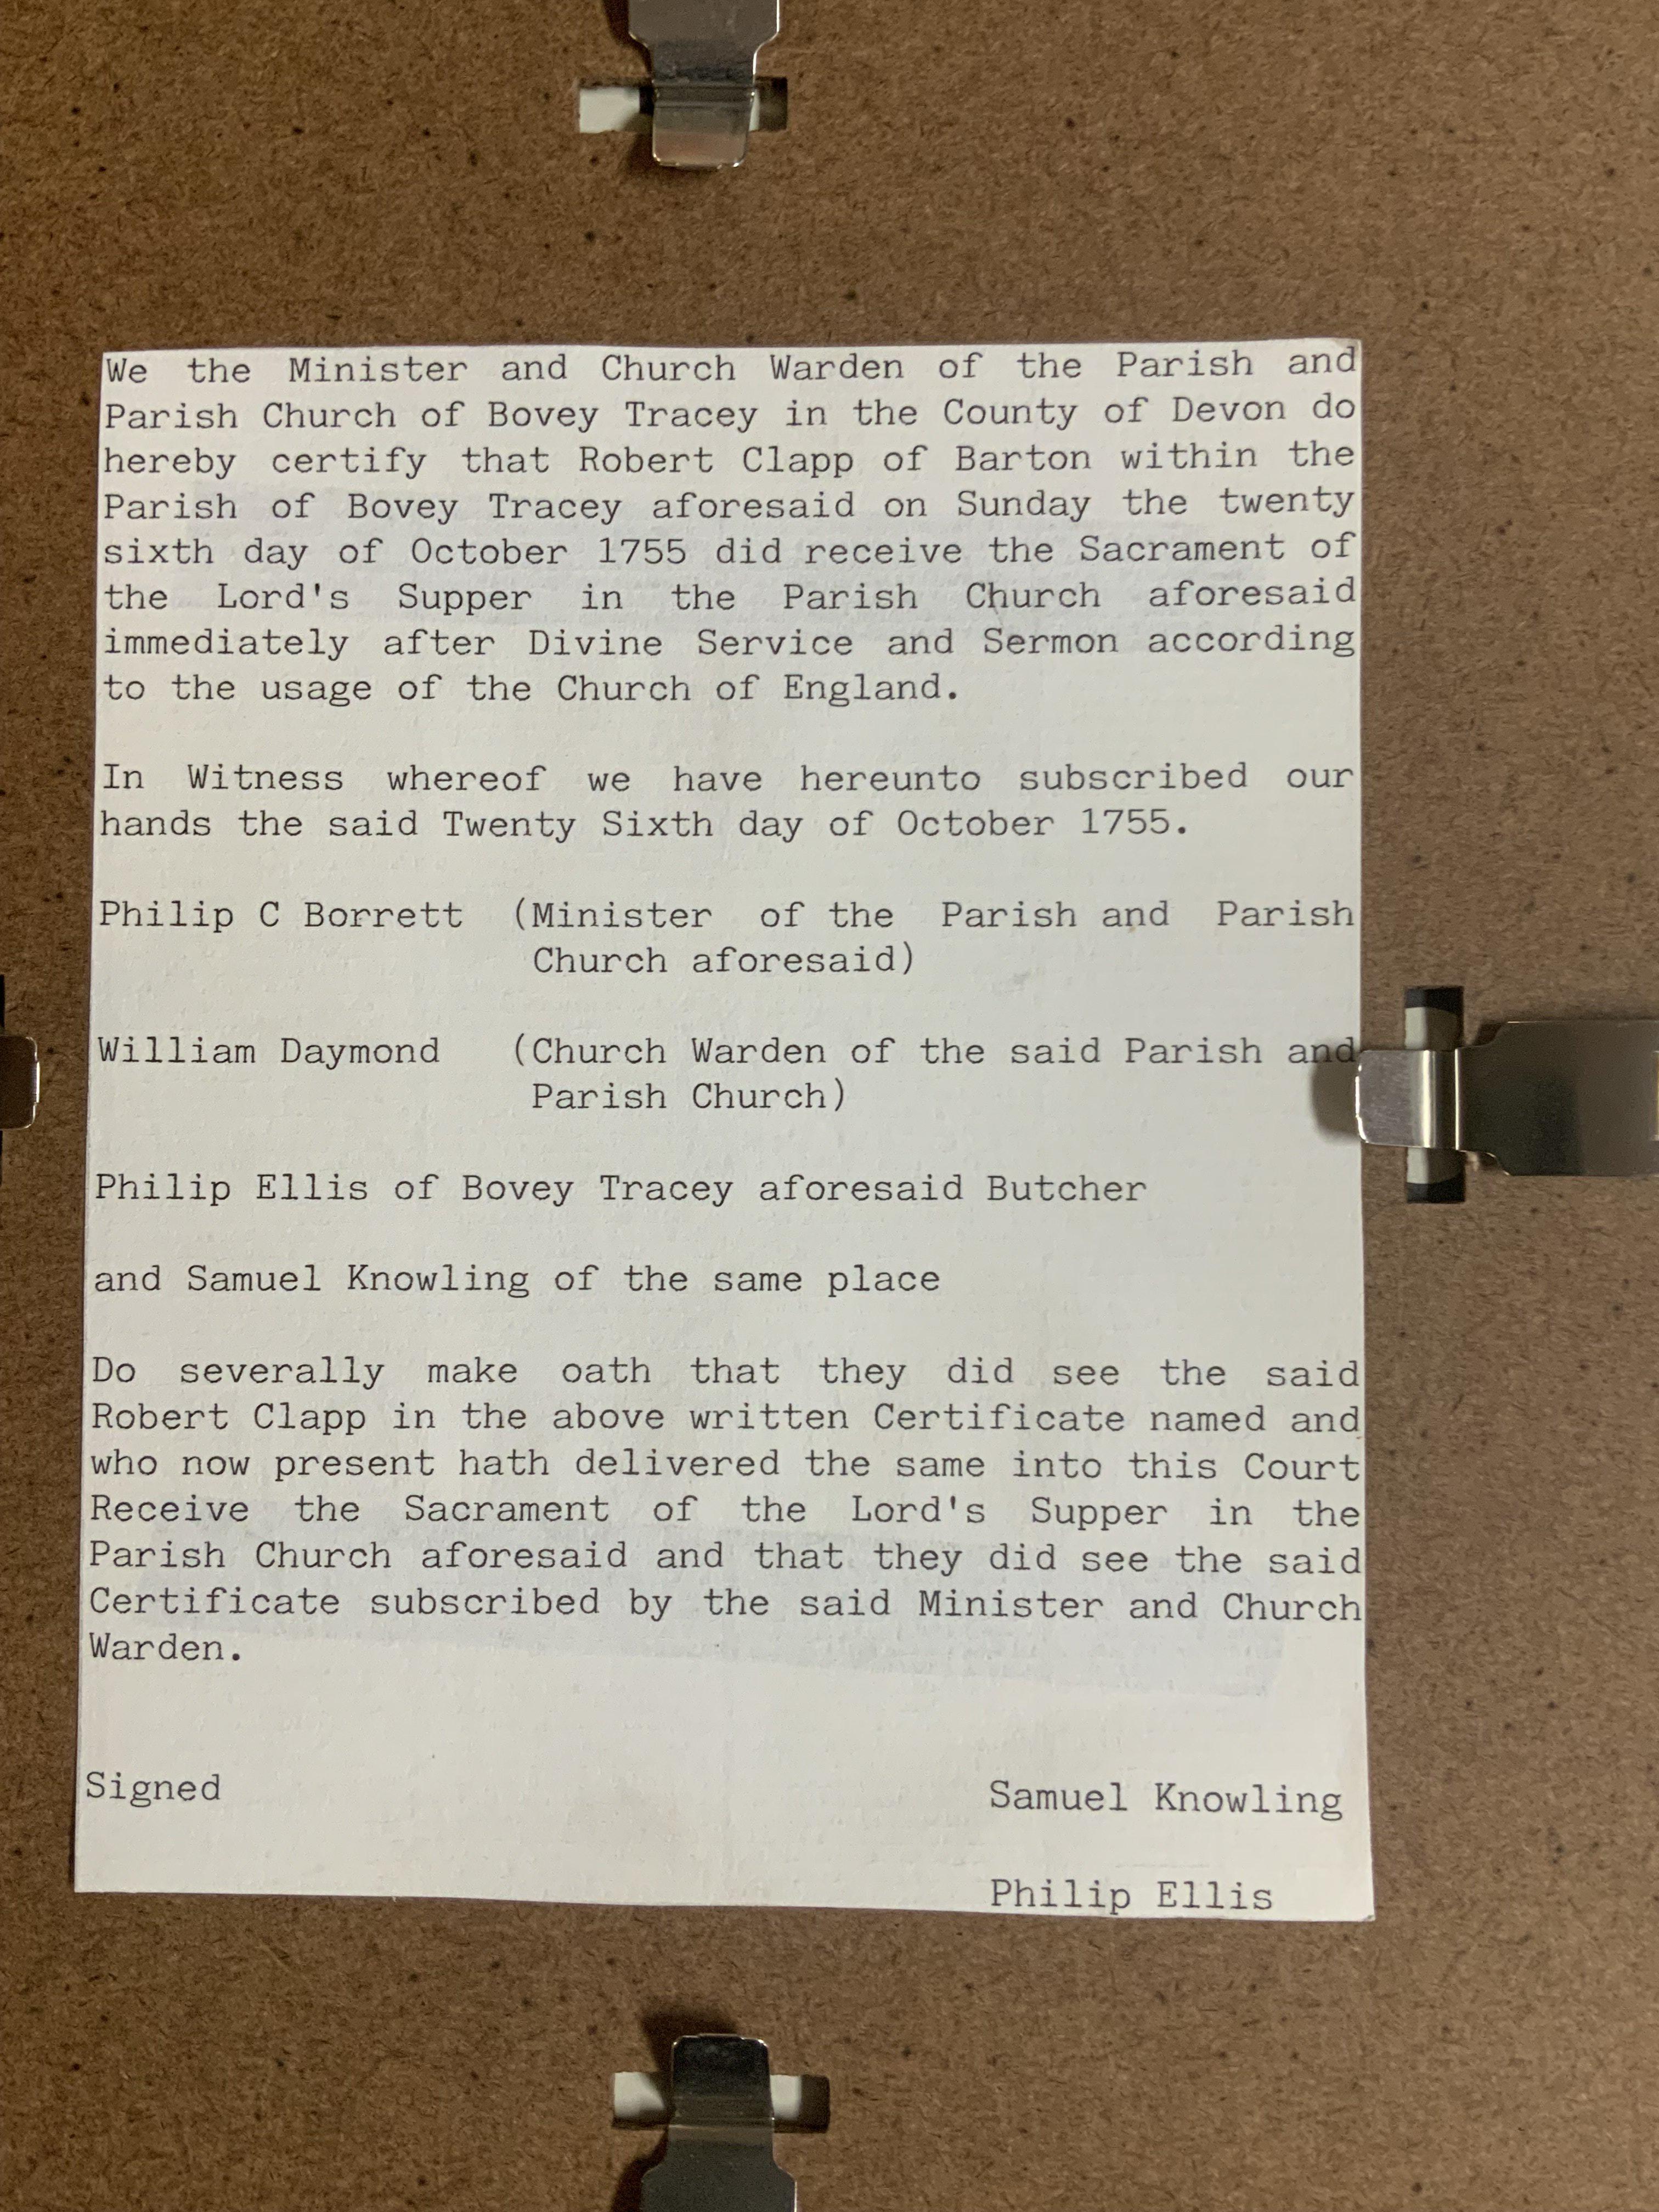 We the Minister and Church Warden of the Parish and
Parish Church of Bovey Tracey in the County of Devon do
hereby certify that Robert Clapp of Barton within the
Parish of Bovey Tracey aforesaid on Sunday the twenty
sixth day of October 1755 did receive the Sacrament of
the Lord's Supper in the Parish Church aforesaid
immediately after Divine Service and Sermon according
to the usage of the Church of England.
In Witness whereof we have hereunto subscribed our
hands the said Twenty Sixth day of October 1755.
Philip C Borrett (Minister of the Parish and Parish
Church aforesaid)
William Daymond (Church Warden of the said Parish and
Parish Church)
Philip Ellis of Bovey Tracey aforesaid Butcher
and Samuel Knowling of the same place
Do severally make oath that they did see the said
Robert Clapp in the above written Certificate named and
who now present hath delivered the same into this Court
Receive the Sacrament of the Lord's Supper in the
Parish Church aforesaid and that they did see the said
Certificate subscribed by the said Minister and Church
Warden.
Signed Samuel Knowling
Philip Ellis